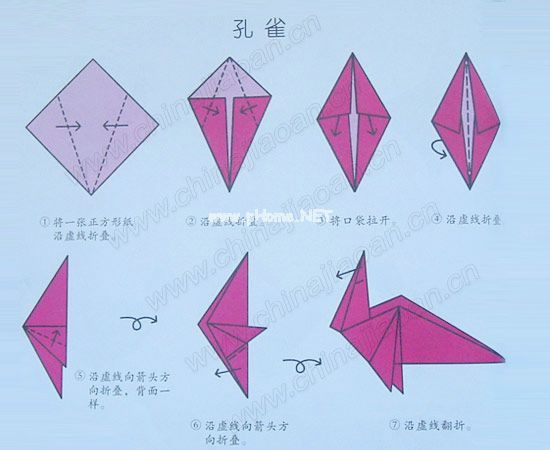 孔雀
① 将一张正方形纸
沿虚线折叠。
② 沿虚线折叠。
③ 将口袋拉开。
④ 沿虚线折叠
⑤ 沿虚线向箭头方
向折叠，背面一
样。
⑥ 沿虚线向箭头方
向折叠。
⑦ 沿虚线翻折。
www.rHome.NET
www.chinajiaoan.cn
www.chinajiaoan.cn
www.chinajiaoan.cn